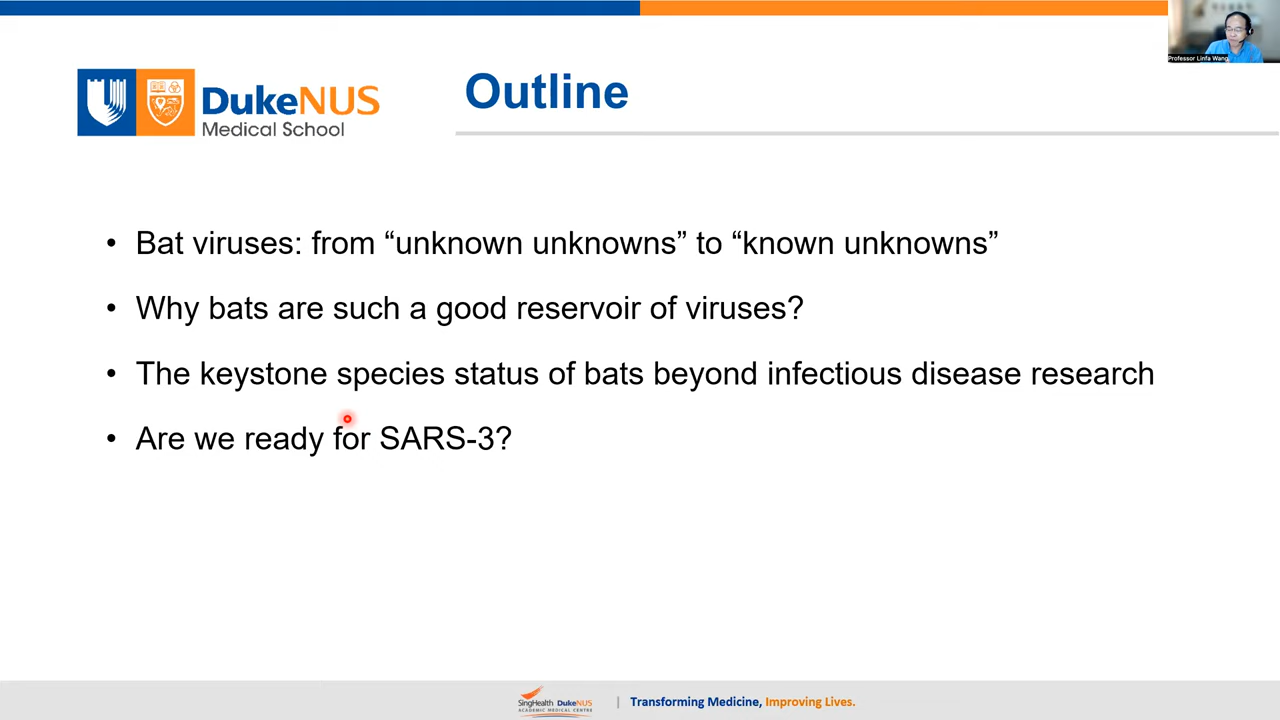 Professor Linfa Wang
DukeNUS
Medical School
Outline
• Bat viruses: from “unknown unknowns” to “known unknowns”
• Why bats are such a good reservoir of viruses?
• The keystone species status of bats beyond infectious disease research
• Are we ready for SARS-3?
SingHealth DukeNUS
ACADEMIC MEDICAL CENTRE
Transforming Medicine, Improving Lives.